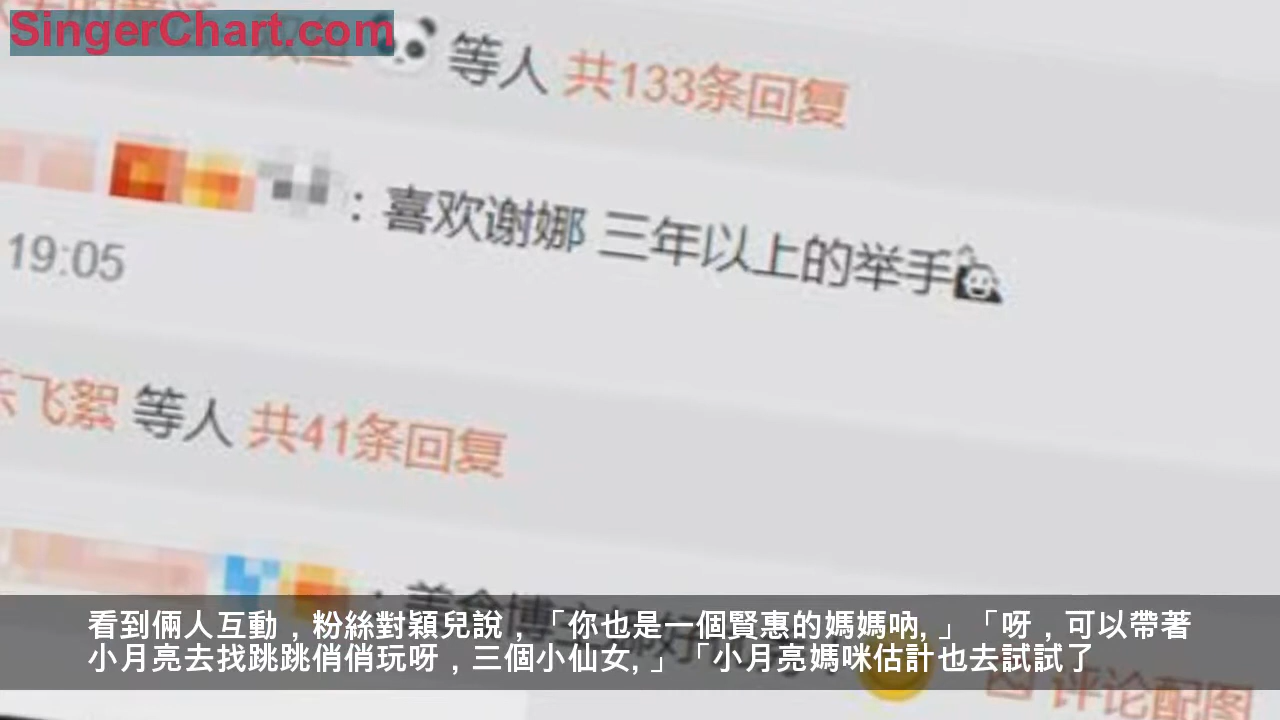 SingerChart.com
等人 共133条回复
：喜欢谢娜 三年以上的举手
19:05
飞絮 等人 共41条回复
看到倆人互動，粉絲對穎兒說，「你也是一個賢惠的媽媽吶,」「呀，可以帶著
小月亮去找跳跳俏俏玩呀，三個小仙女,」「小月亮媽咪估計也去試試了
评论配图